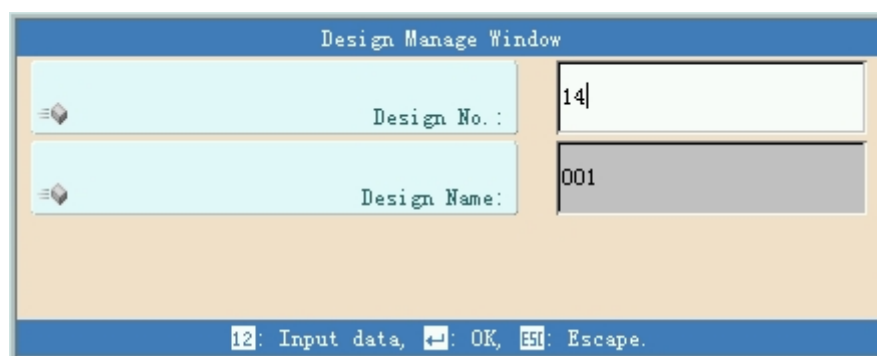 Design Manage Window
Design No.: 14
Design Name: 001
12: Input data, ↵: OK, ESC: Escape.